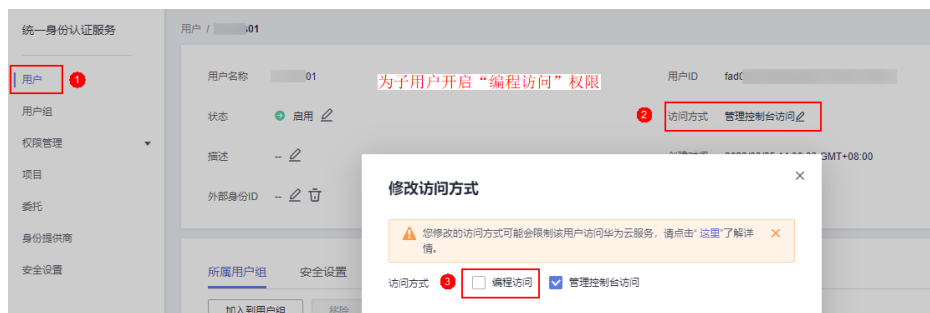 统一身份认证服务
用户 / s01
用户
1
用户组
权限管理
项目
委托
身份提供商
安全设置
用户名称 01
为子用户开启“编程访问”权限
用户ID fad
状态 启用
2
访问方式 管理控制台访问
描述 --
GMT+08:00
外部身份ID --
修改访问方式
您修改的访问方式可能会限制该用户访问华为云服务，请点击“ 这里”了解详
情。
所属用户组 安全设置
访问方式 3 编程访问 管理控制台访问
加入到用户组 移除